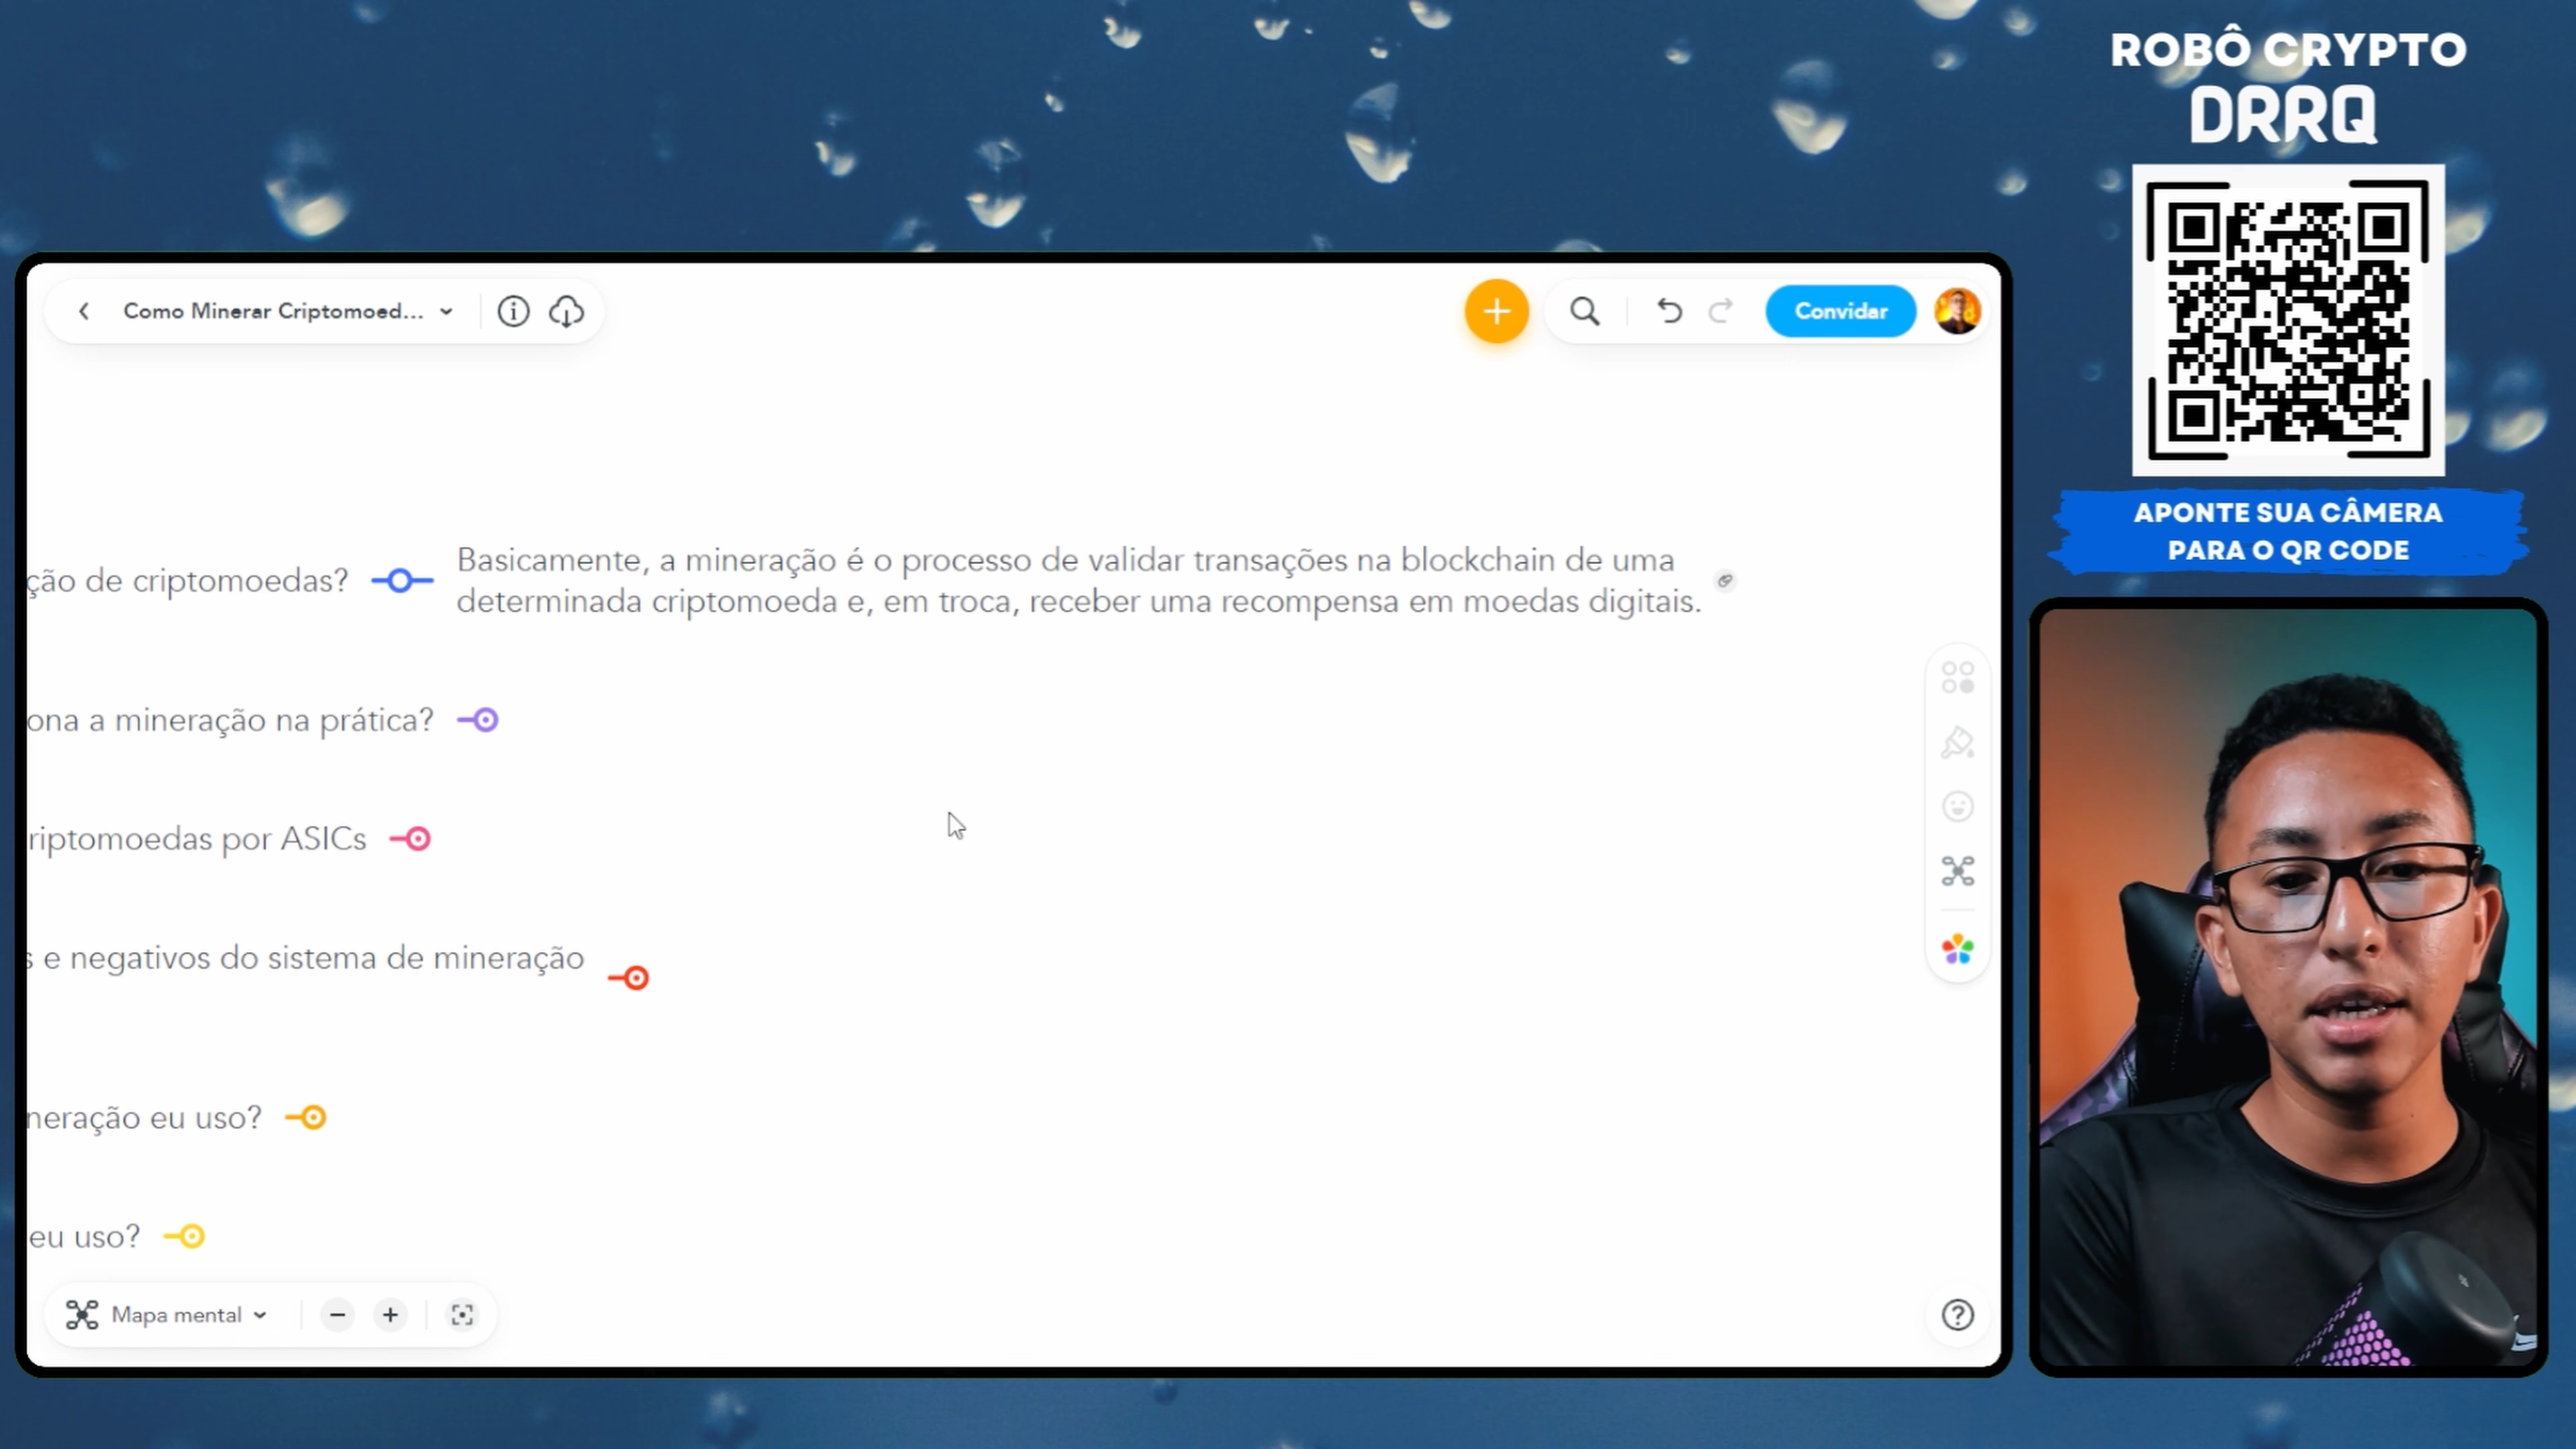 ROBÔ CRYPTO
DRRQ
Como Minerar Criptomoed...
Convidar
APONTE SUA CÂMERA
PARA O QR CODE
ção de criptomoedas?
Basicamente, a mineração é o processo de validar transações na blockchain de uma
determinada criptomoeda e, em troca, receber uma recompensa em moedas digitais.
ona a mineração na prática?
riptomoedas por ASICs
s e negativos do sistema de mineração
neração eu uso?
eu uso?
Mapa mental